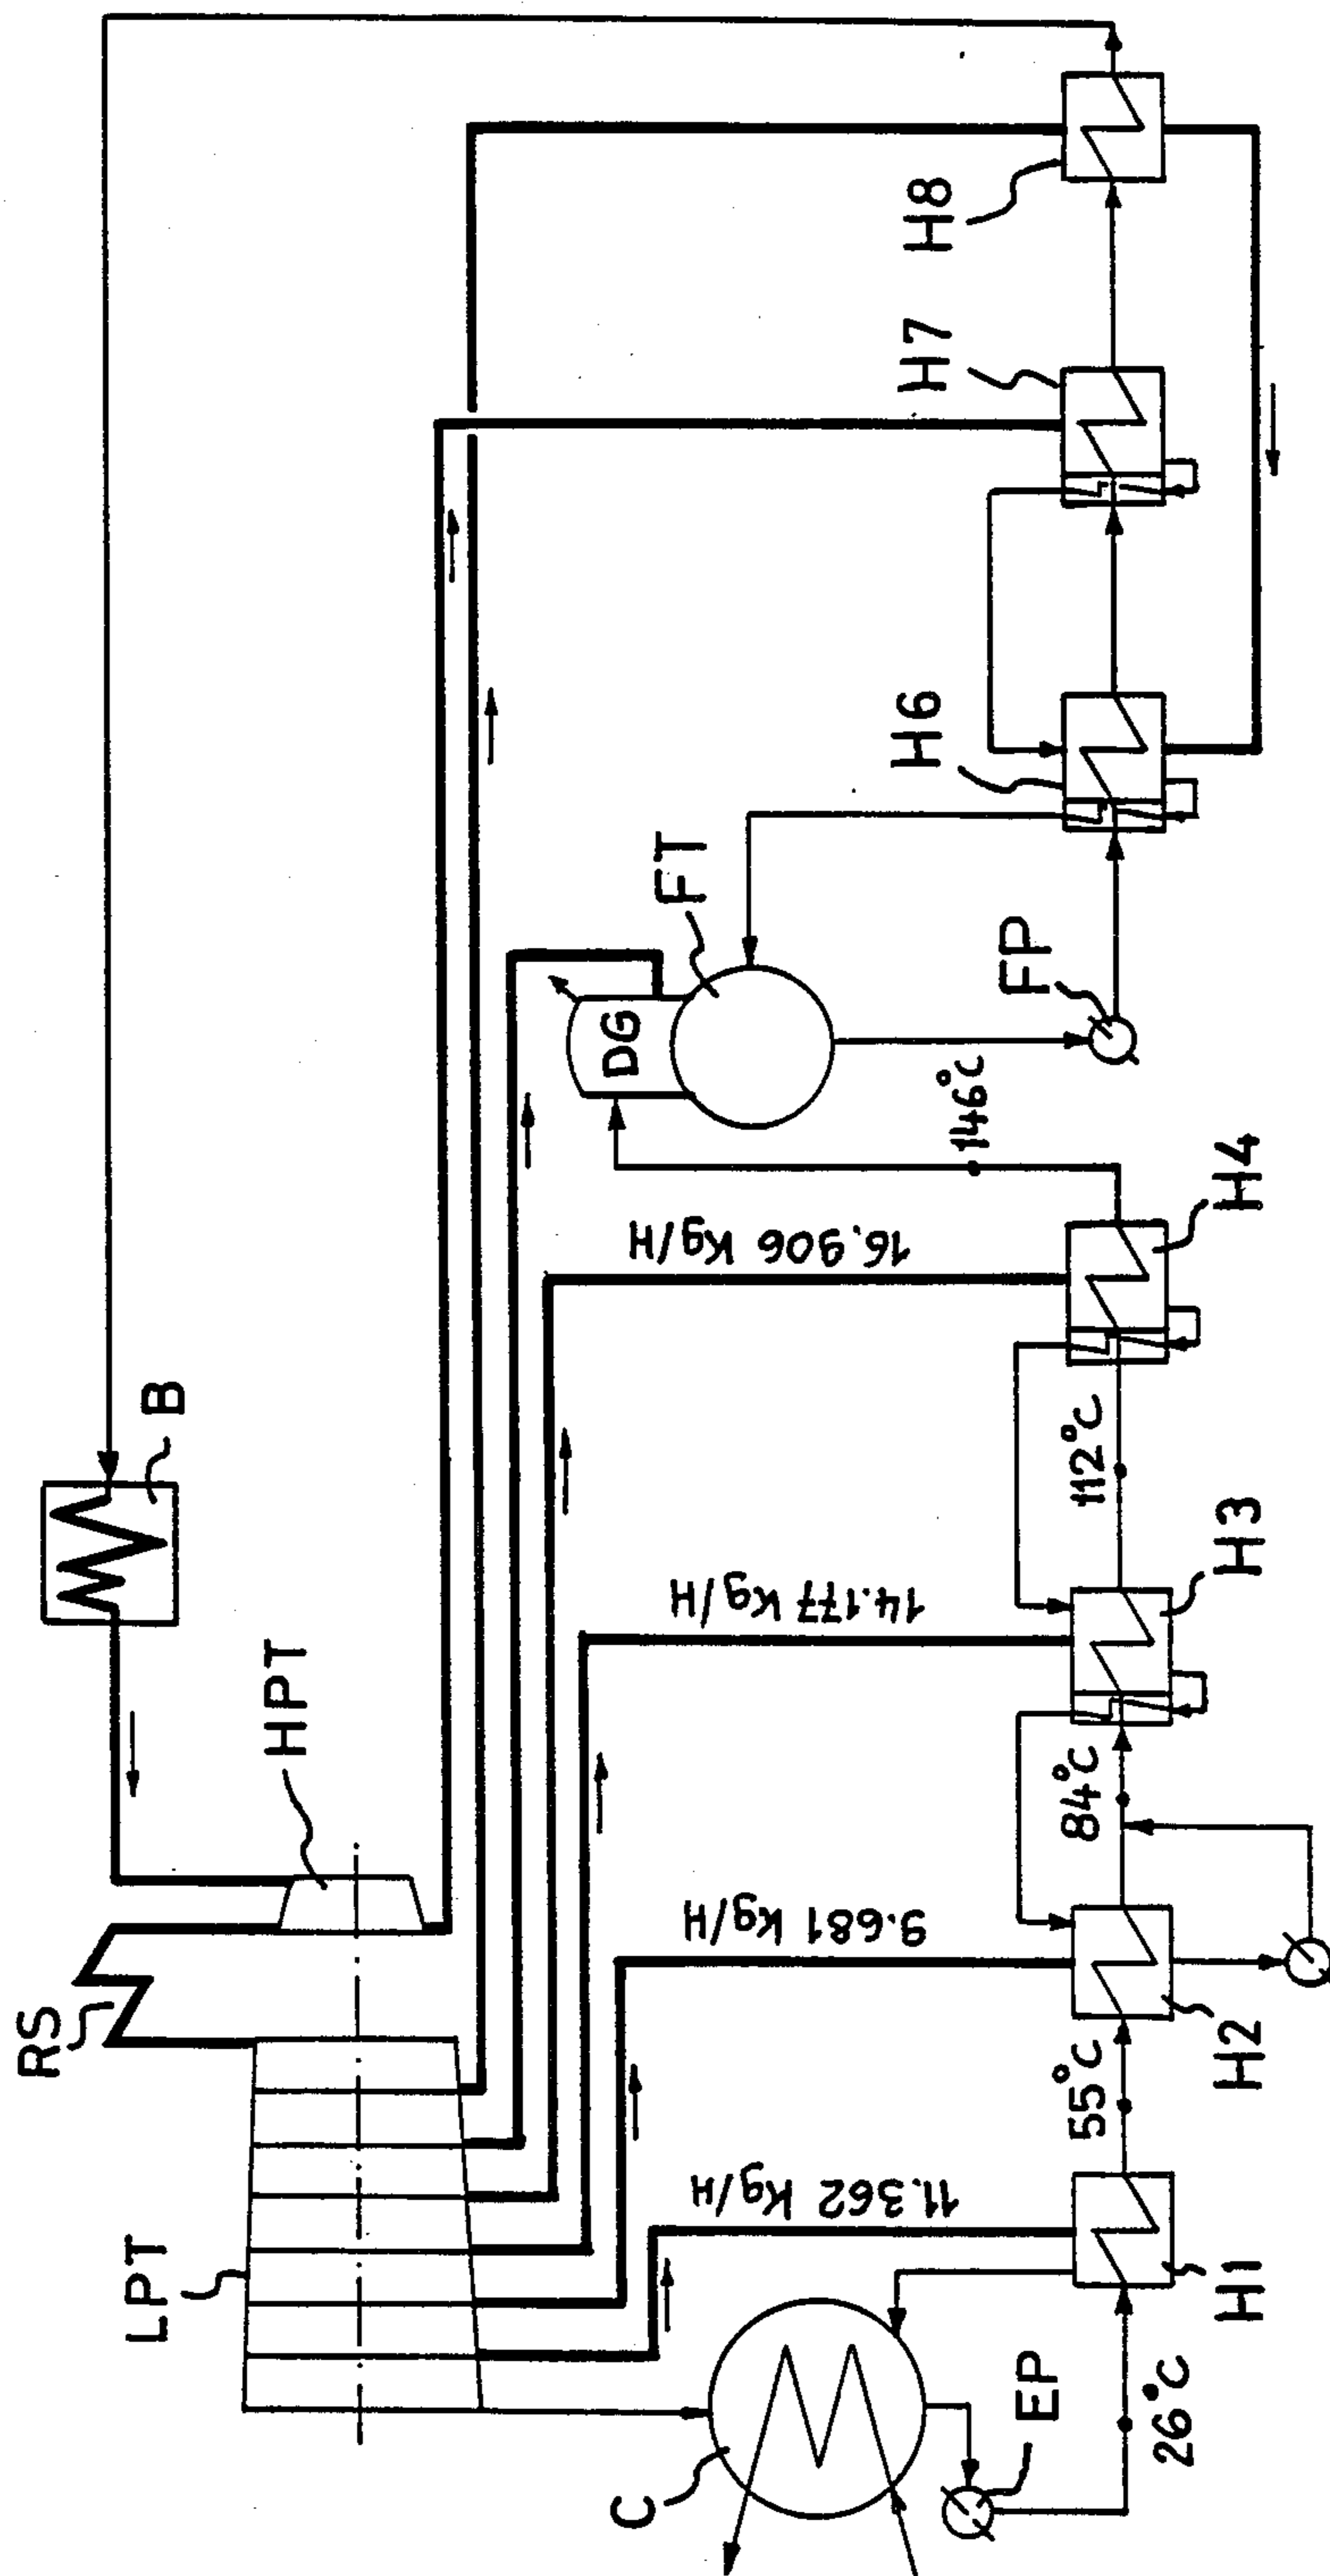 B
RS
HPT
LPT
DG
FT
C
EP
FP
H8
H7
H6
H4
H3
H2
H1
16.906 Kg/H
14.177 Kg/H
9.681 Kg/H
11.362 Kg/H
146°C
112°C
84°C
55°C
26°C